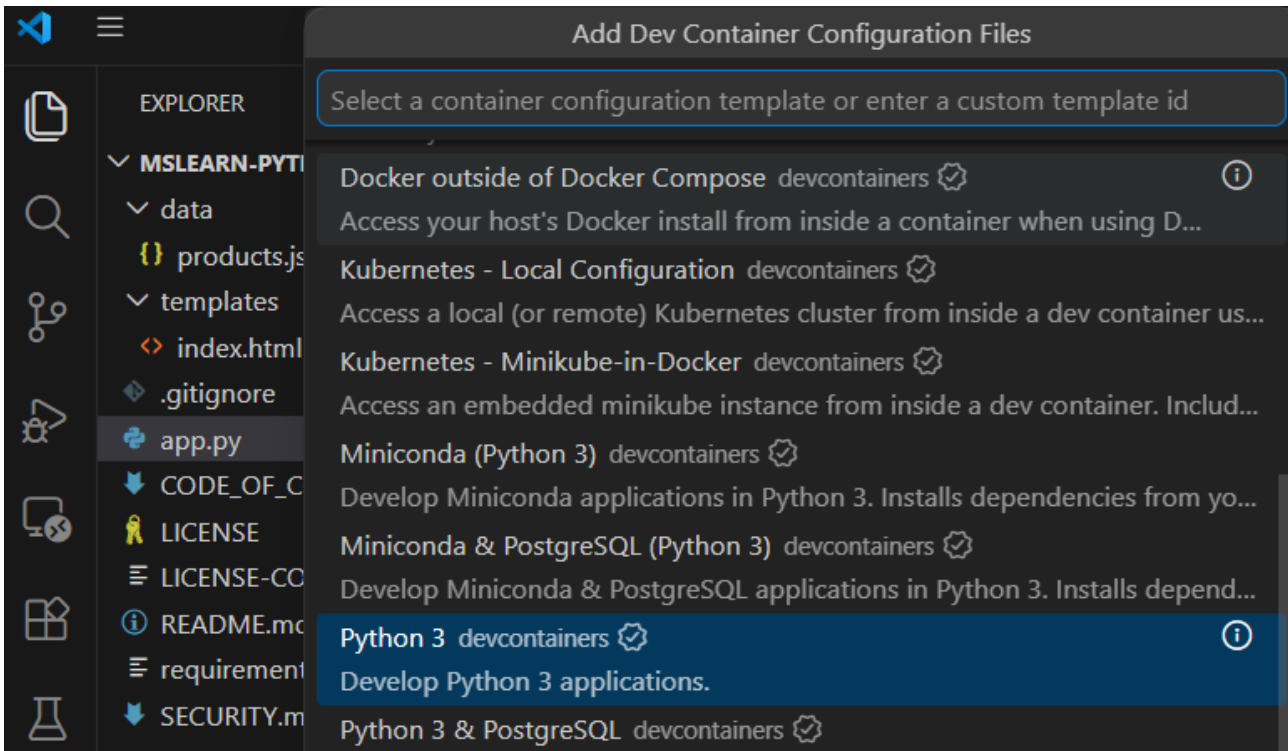 Add Dev Container Configuration Files
Select a container configuration template or enter a custom template id
EXPLORER
MSLEARN-PYT
data
{} products.js
templates
<> index.html
.gitignore
app.py
CODE_OF_C
LICENSE
LICENSE-CO
README.md
requirement
SECURITY.m
Docker outside of Docker Compose devcontainers
Access your host's Docker install from inside a container when using D...
Kubernetes - Local Configuration devcontainers
Access a local (or remote) Kubernetes cluster from inside a dev container us...
Kubernetes - Minikube-in-Docker devcontainers
Access an embedded minikube instance from inside a dev container. Includ...
Miniconda (Python 3) devcontainers
Develop Miniconda applications in Python 3. Installs dependencies from yo...
Miniconda & PostgreSQL (Python 3) devcontainers
Develop Miniconda & PostgreSQL applications in Python 3. Installs depend...
Python 3 devcontainers
Develop Python 3 applications.
Python 3 & PostgreSQL devcontainers